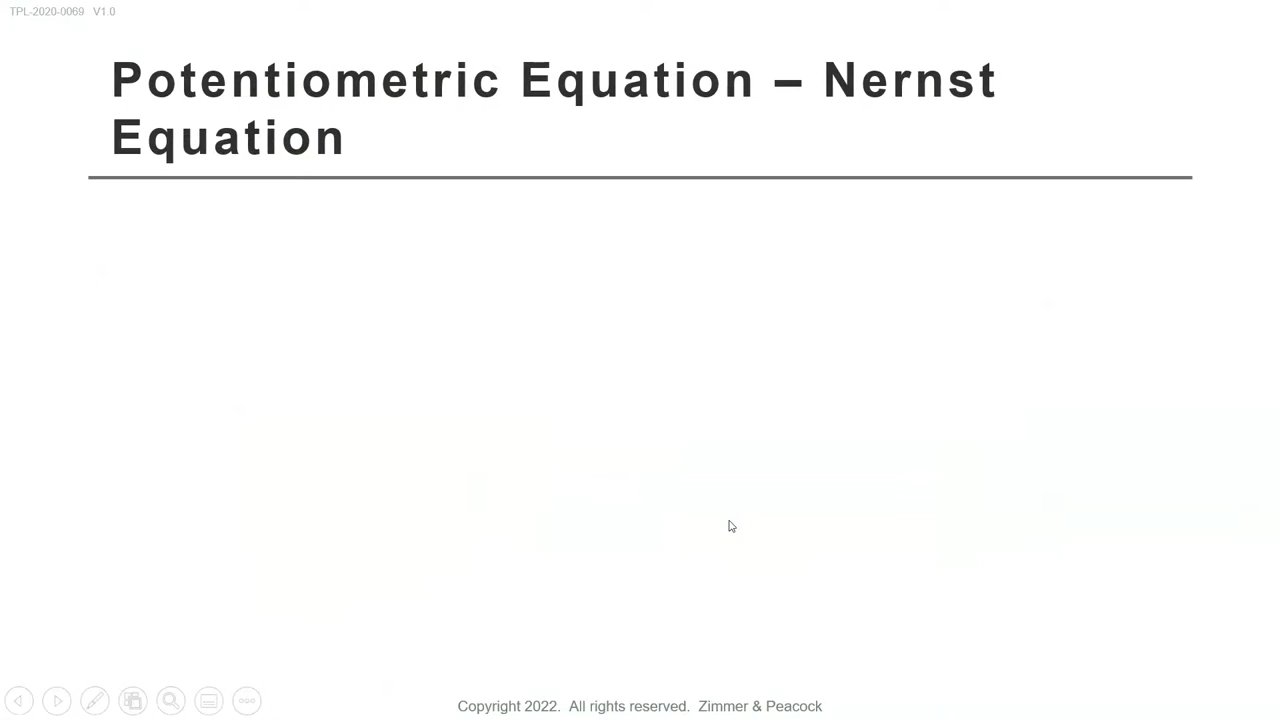 TPL-2020-0069 V1.0
Potentiometric Equation – Nernst
Equation
Copyright 2022. All rights reserved. Zimmer & Peacock